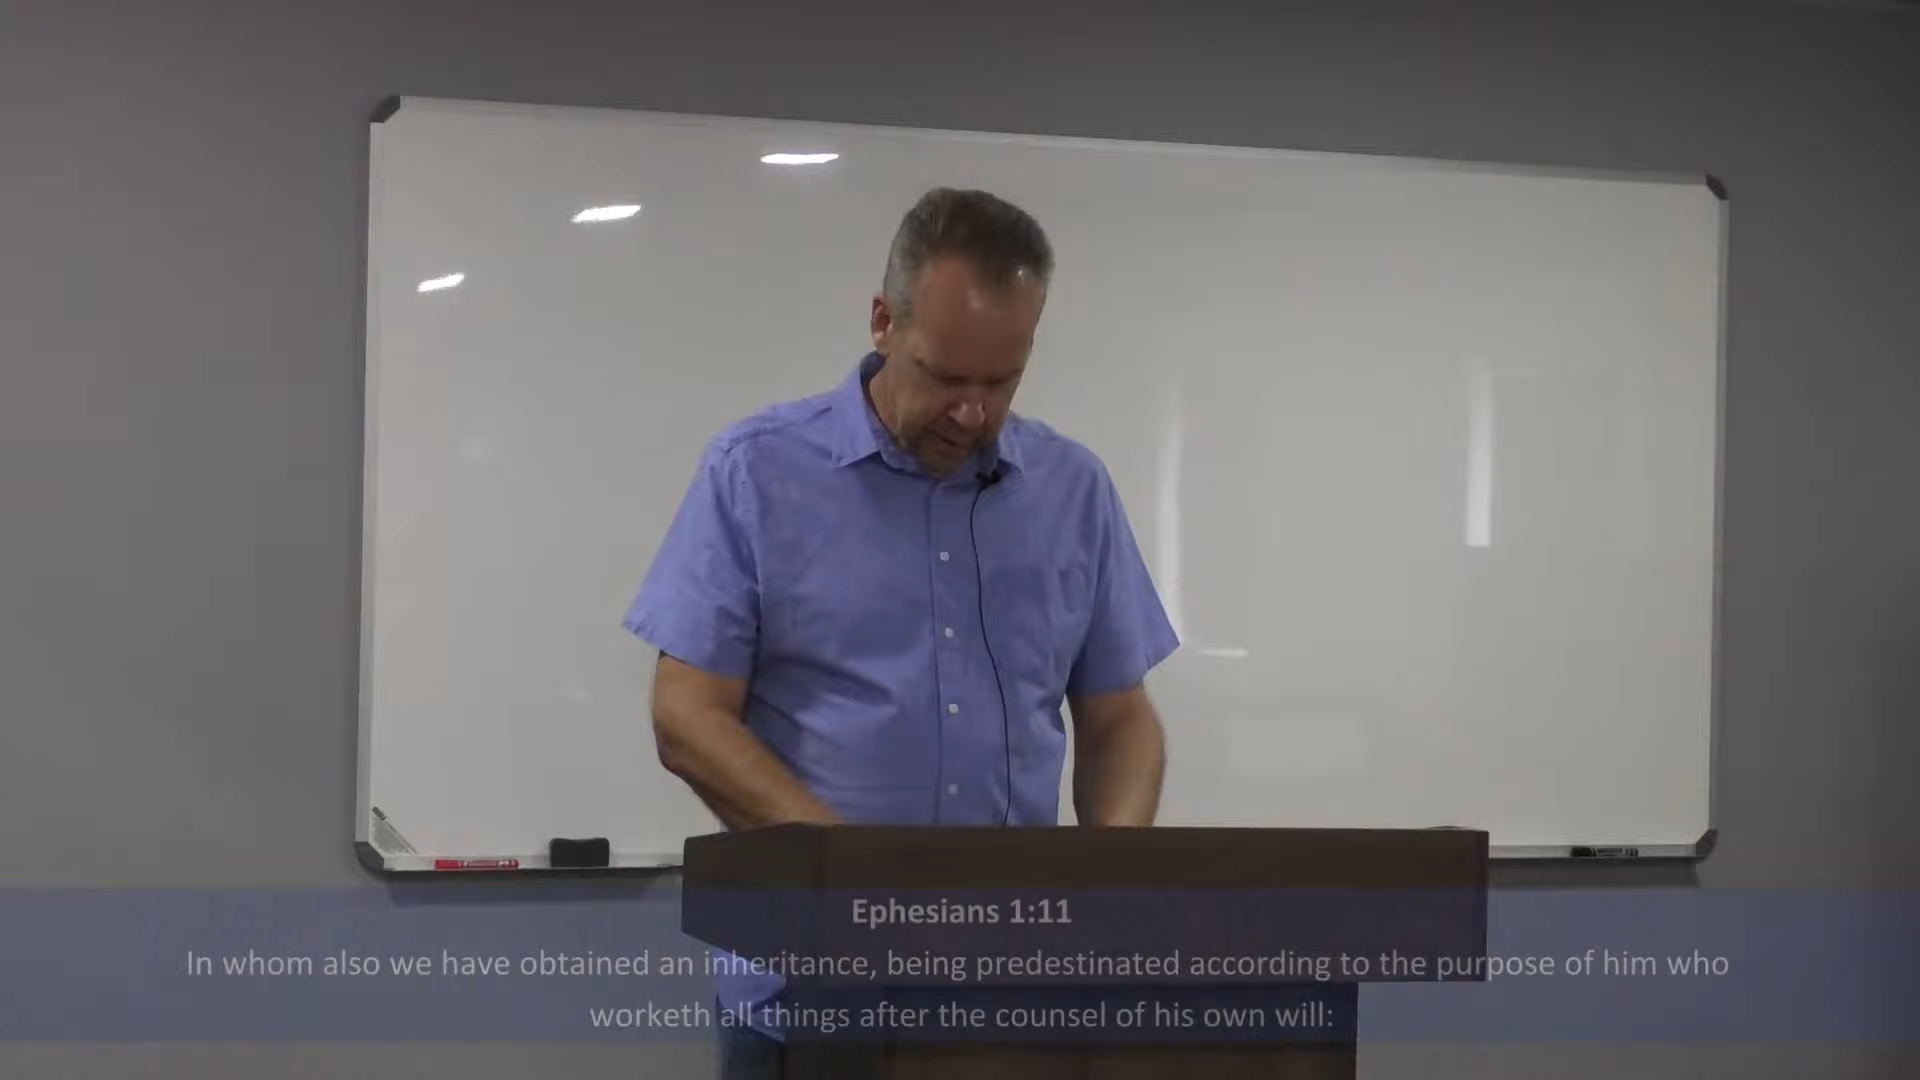 Ephesians 1:11
In whom also we have obtained an inheritance, being predestinated according to the purpose of him who
worketh all things after the counsel of his own will: